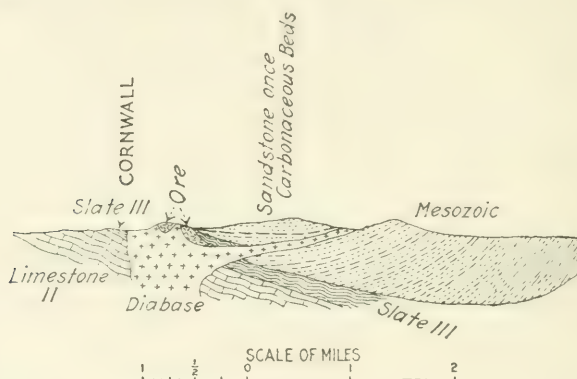 CORNWALL
Ore
Sandstone once
Carbonaceous Beds
Slate III
Mesozoic
Limestone
II
Diabase
Slate III
SCALE OF MILES
1 ½ 0 1 2